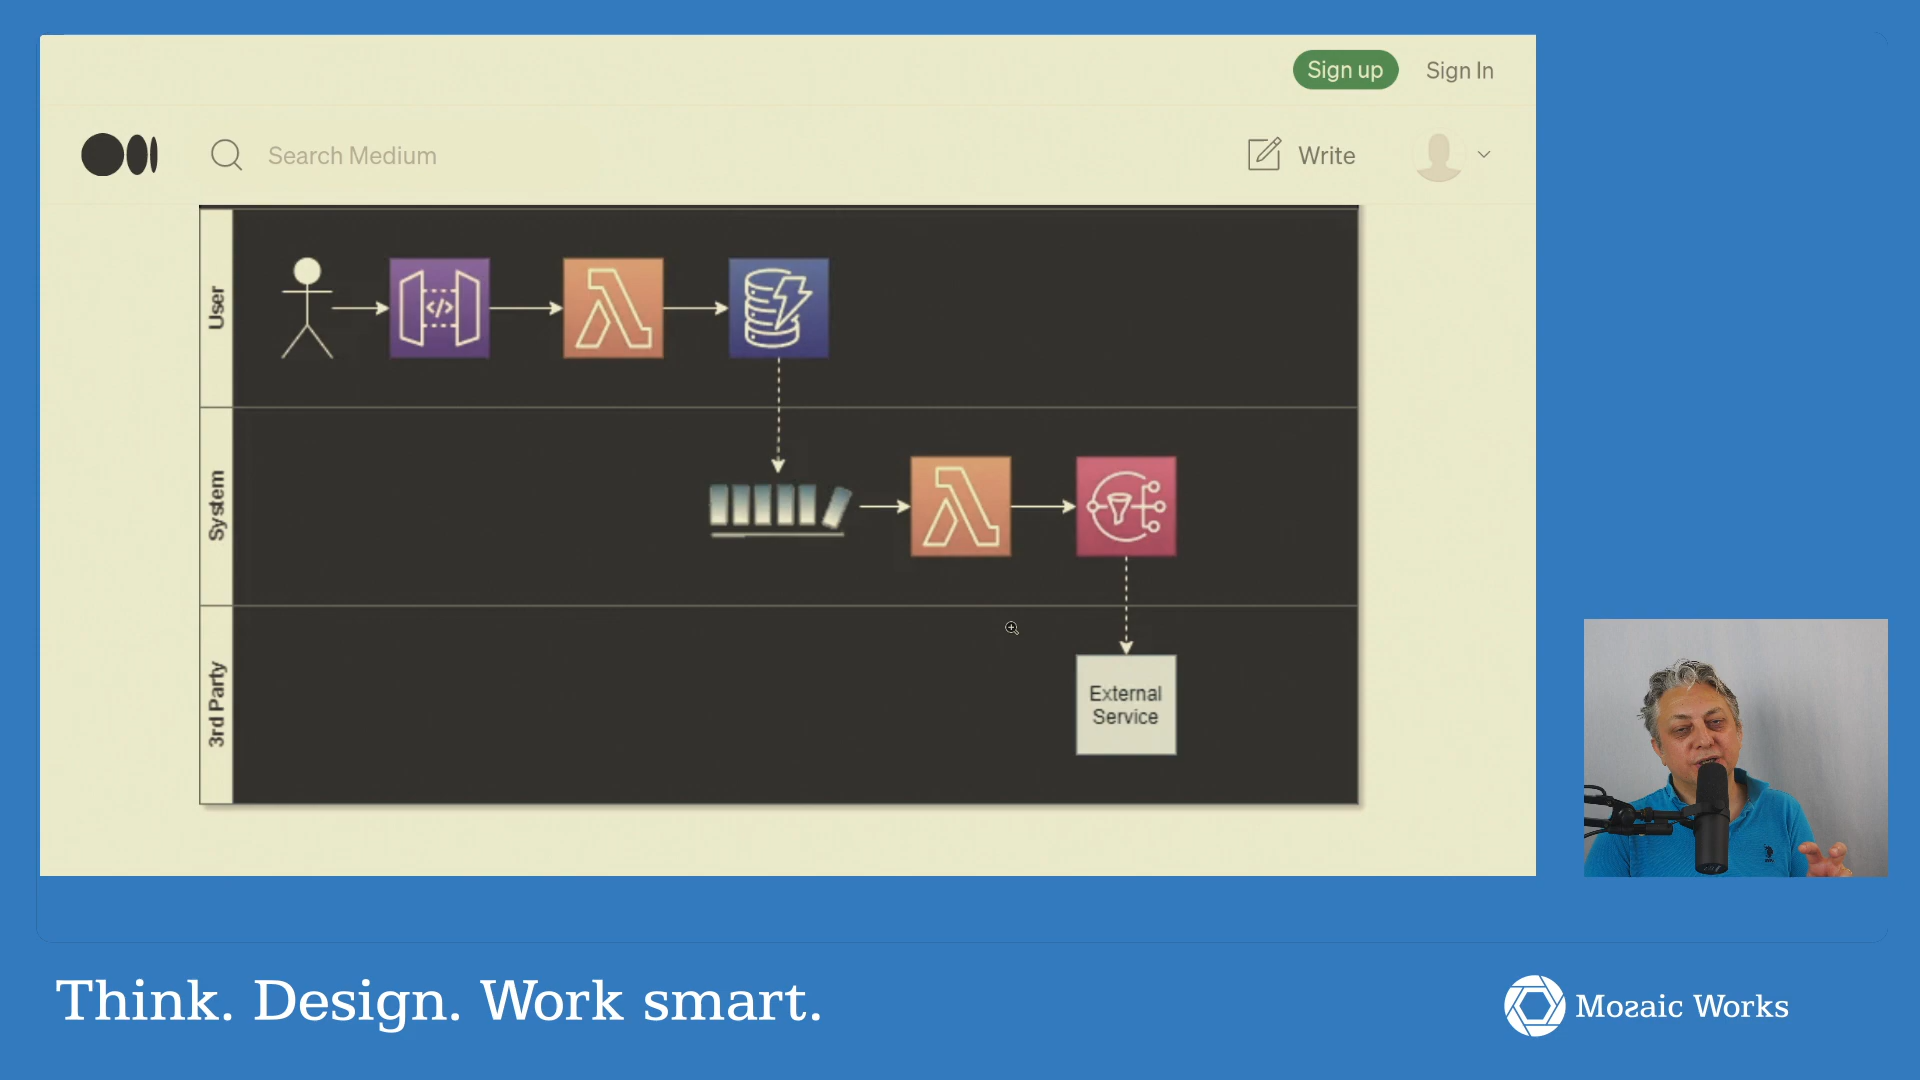 Sign up
Sign In
Search Medium
Write
User
</>
System
3rd Party
External
Service
Think. Design. Work smart.
Mozaic Works